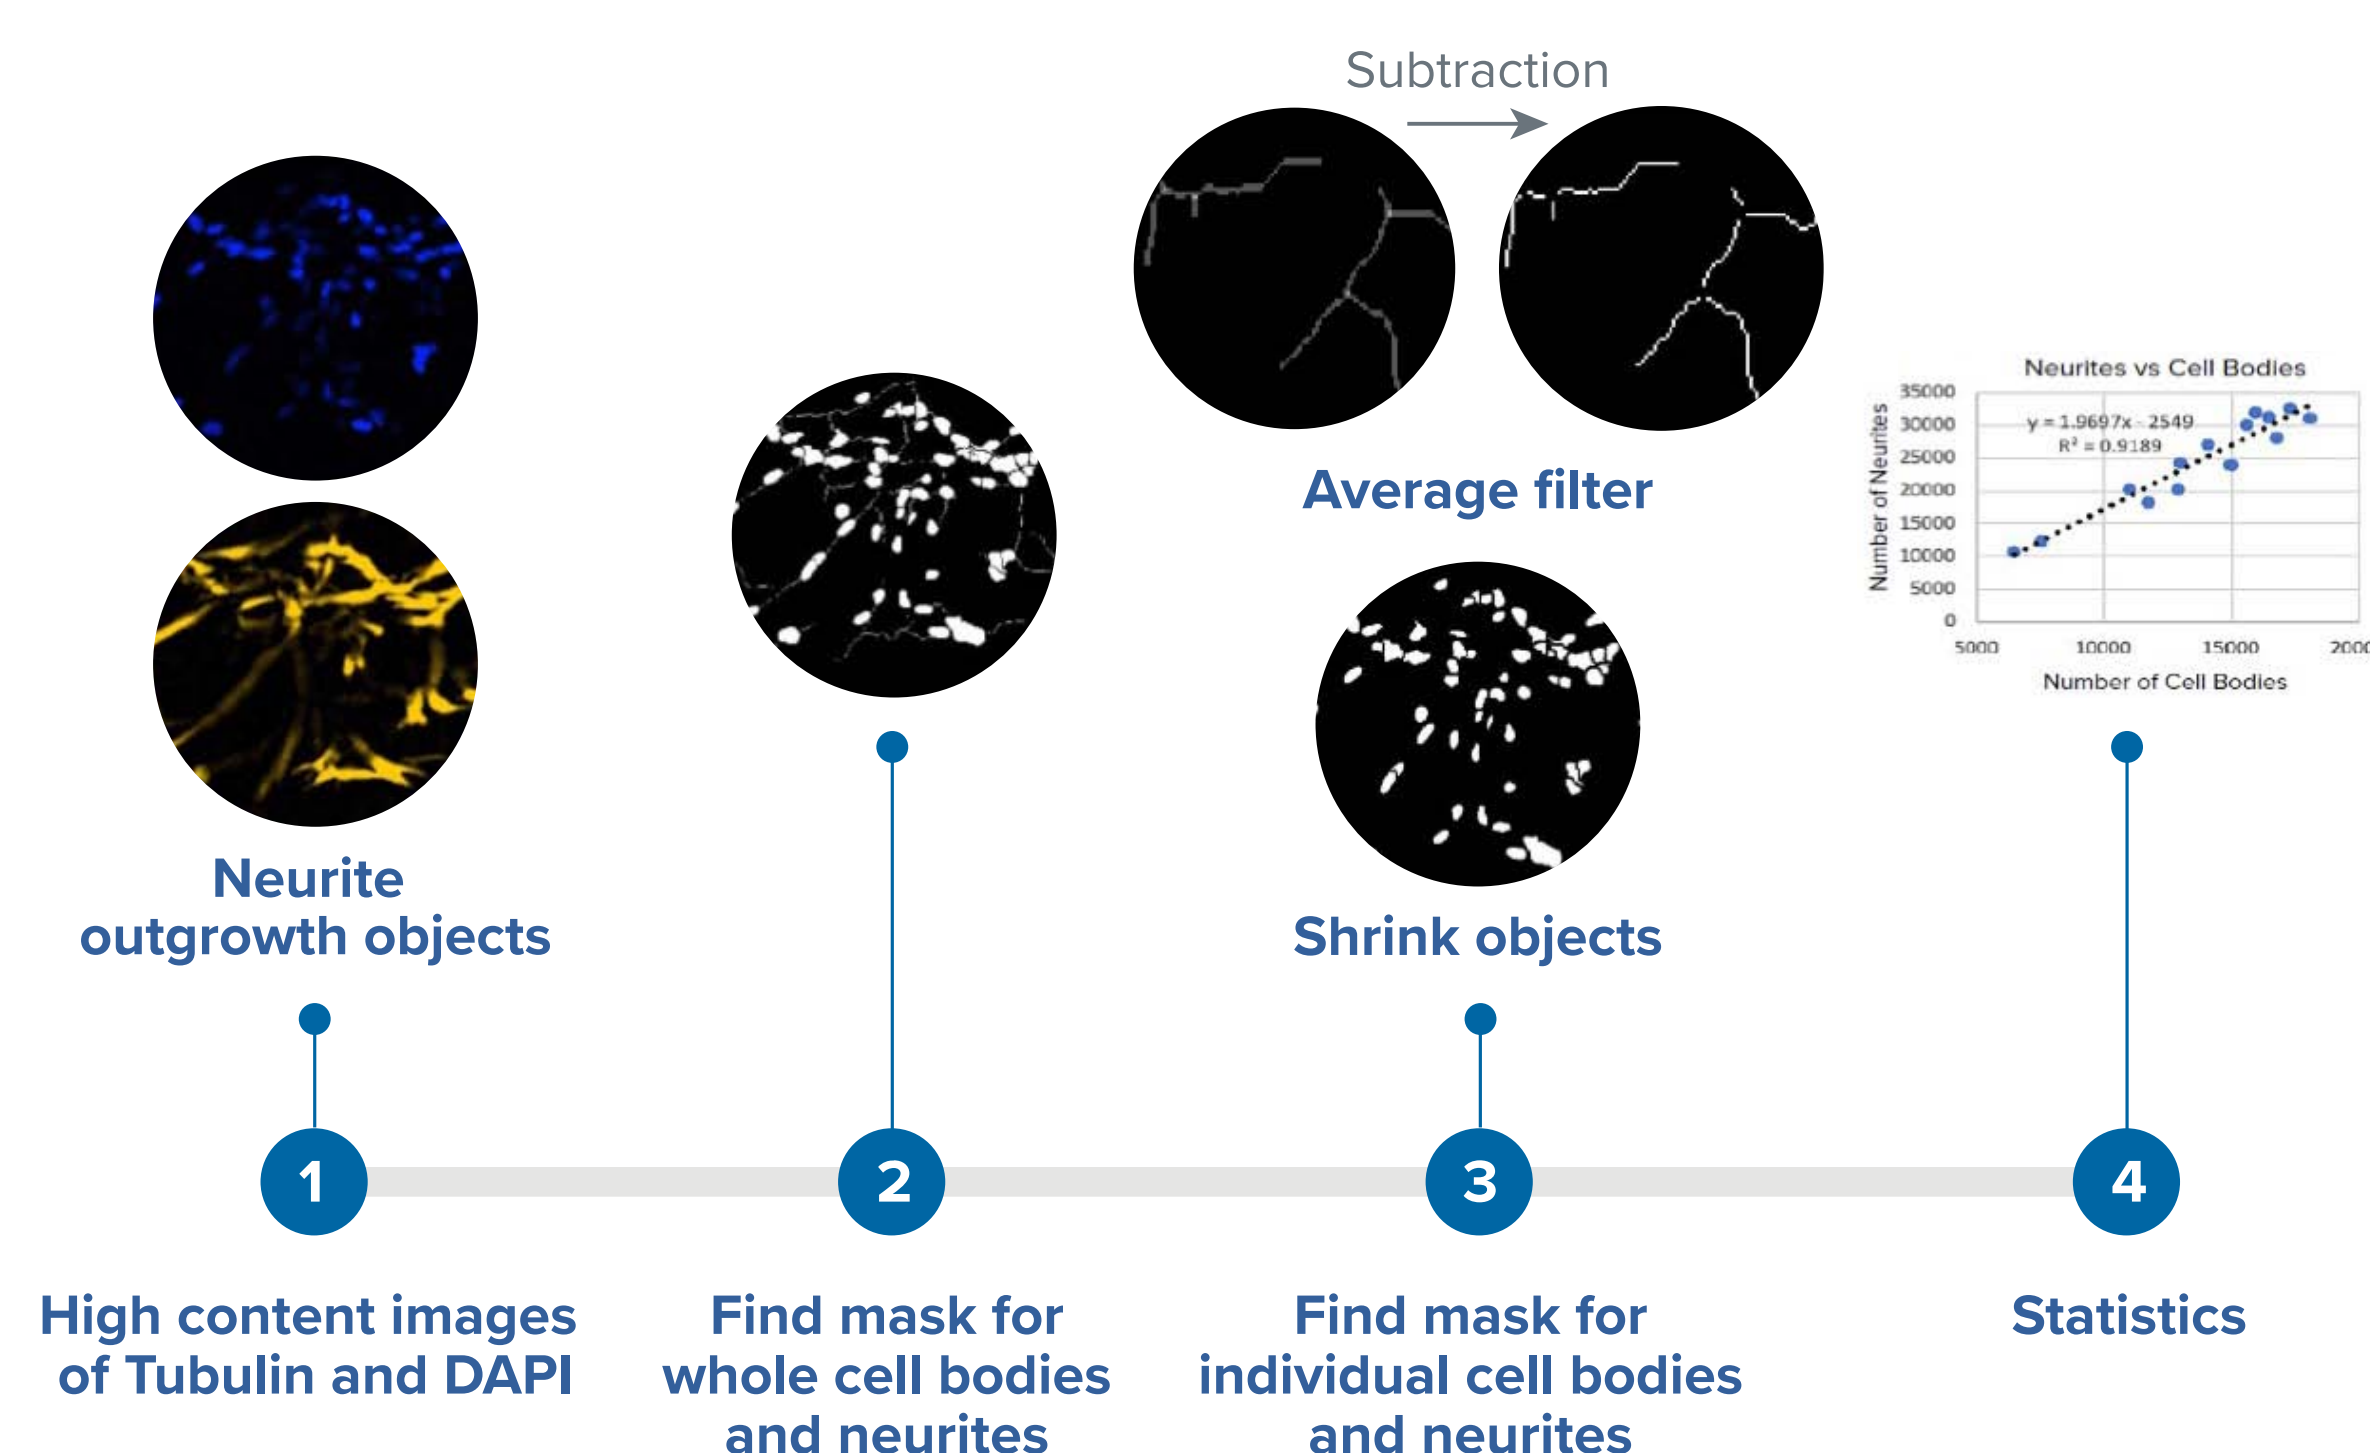 Subtraction
Average filter
Neurite
outgrowth objects
Shrink objects
Neurites vs Cell Bodies
Number of Neurites
35000
30000
25000
20000
15000
10000
5000
0
y = 1.9697x - 2549
R² = 0.9189
5000 10000 15000 2000
Number of Cell Bodies
1 2 3 4
High content images
of Tubulin and DAPI
Find mask for
whole cell bodies
and neurites
Find mask for
individual cell bodies
and neurites
Statistics